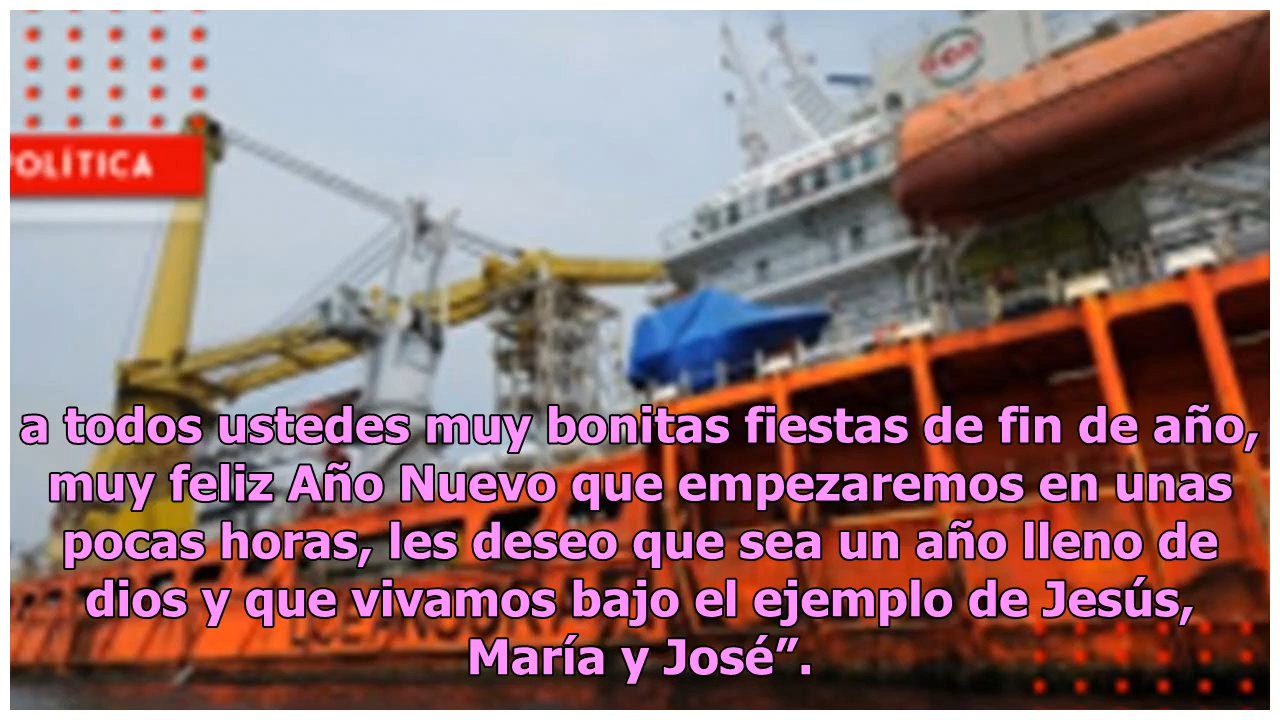 POLÍTICA
a todos ustedes muy bonitas fiestas de fin de año,
muy feliz Año Nuevo que empezaremos en unas
pocas horas, les deseo que sea un año lleno de
dios y que vivamos bajo el ejemplo de Jesús,
María y José”.